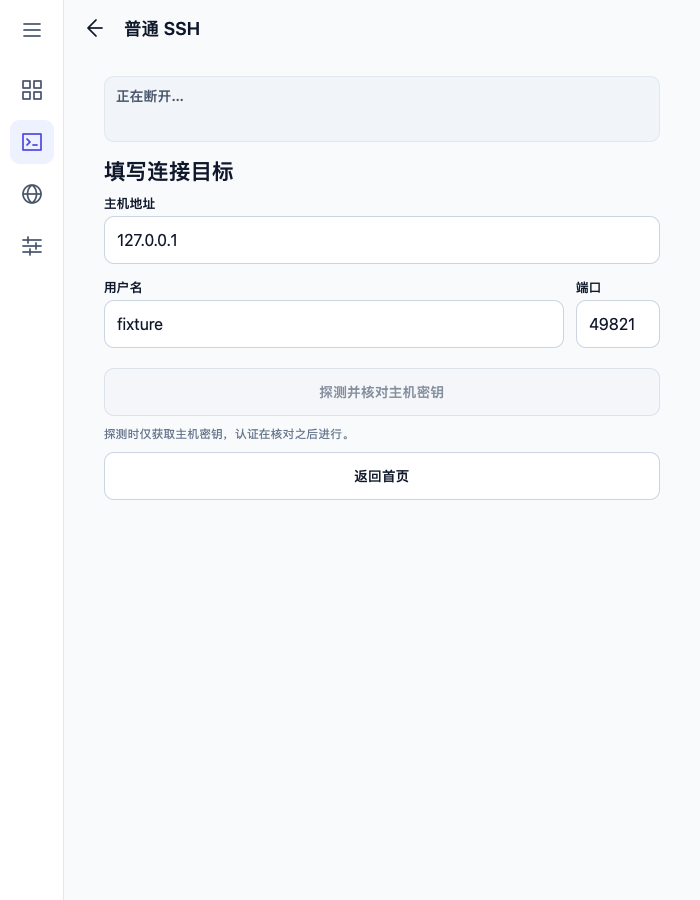 普通 SSH
正在断开...
填写连接目标
主机地址
127.0.0.1
用户名
端口
fixture
49821
探测并核对主机密钥
探测时仅获取主机密钥，认证在核对之后进行。
返回首页